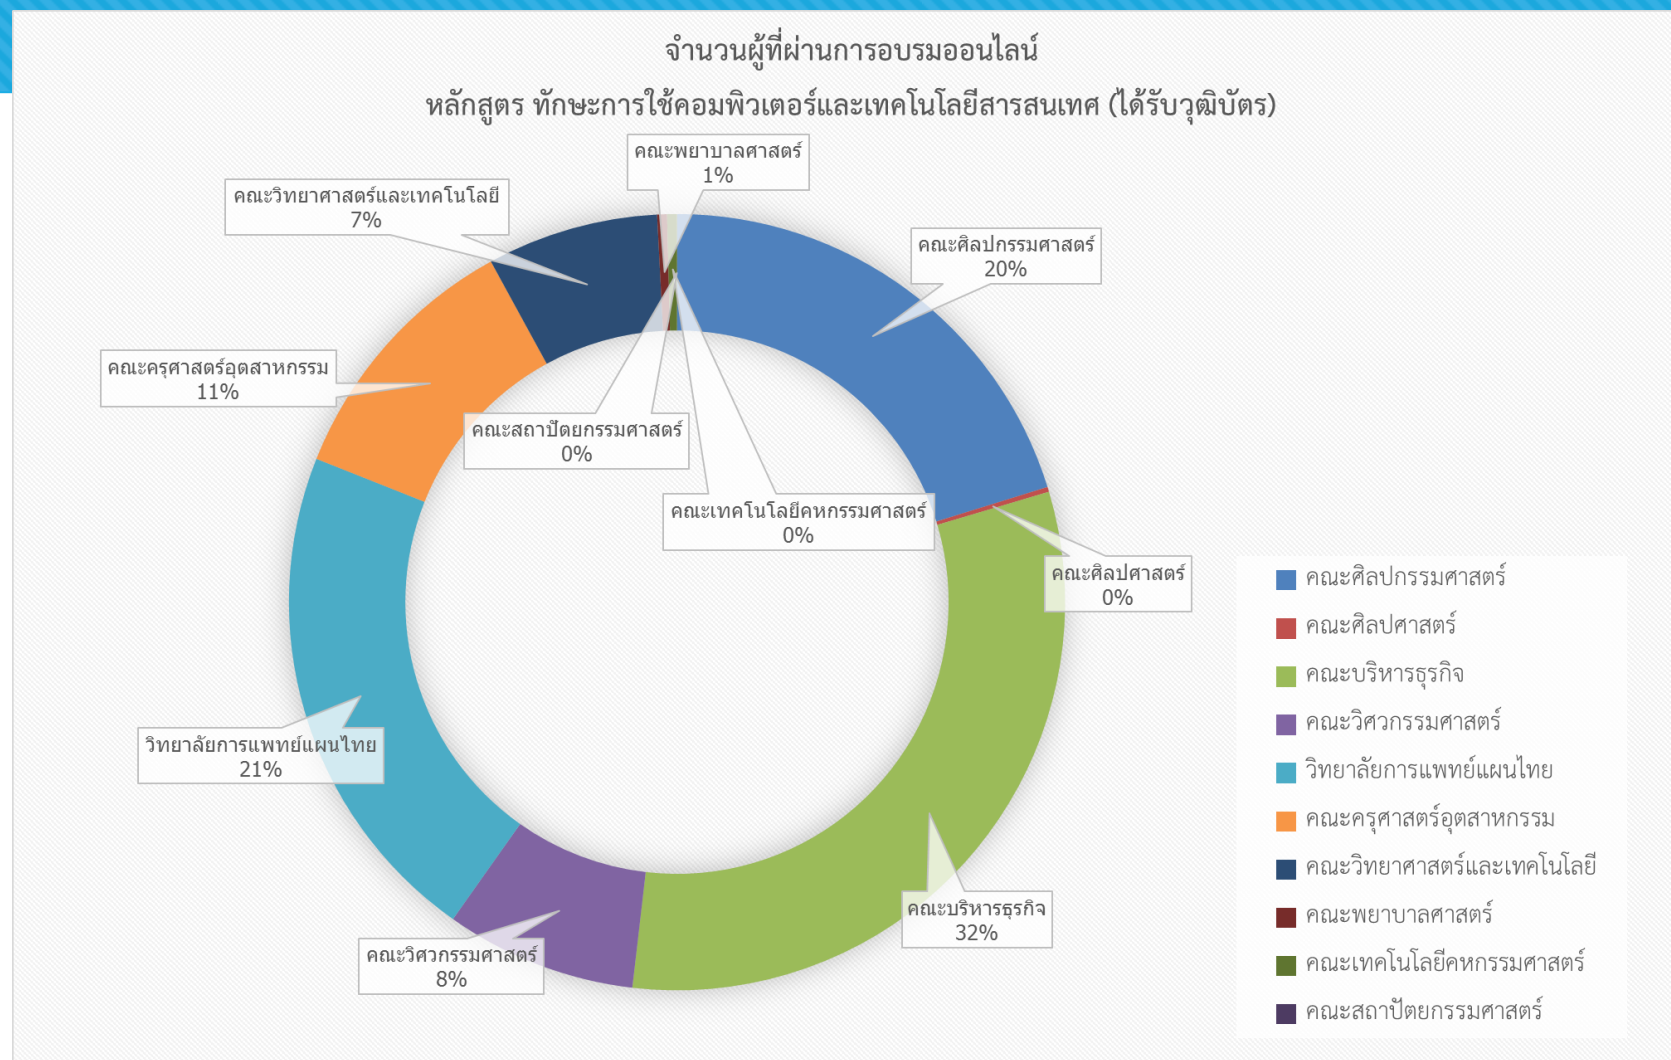 จำนวนผู้ที่ผ่านการอบรมออนไลน์
หลักสูตร ทักษะการใช้คอมพิวเตอร์และเทคโนโลยีสารสนเทศ (ได้รับวุฒิบัตร)
คณะพยาบาลศาสตร์
1%
คณะวิทยาศาสตร์และเทคโนโลยี
7%
คณะศิลปกรรมศาสตร์
20%
คณะครุศาสตร์อุตสาหกรรม
11%
คณะสถาปัตยกรรมศาสตร์
0%
คณะเทคโนโลยีคหกรรมศาสตร์
0%
คณะศิลปศาสตร์
0%
วิทยาลัยการแพทย์แผนไทย
21%
คณะบริหารธุรกิจ
32%
คณะวิศวกรรมศาสตร์
8%
คณะศิลปกรรมศาสตร์
คณะศิลปศาสตร์
คณะบริหารธุรกิจ
คณะวิศวกรรมศาสตร์
วิทยาลัยการแพทย์แผนไทย
คณะครุศาสตร์อุตสาหกรรม
คณะวิทยาศาสตร์และเทคโนโลยี
คณะพยาบาลศาสตร์
คณะเทคโนโลยีคหกรรมศาสตร์
คณะสถาปัตยกรรมศาสตร์